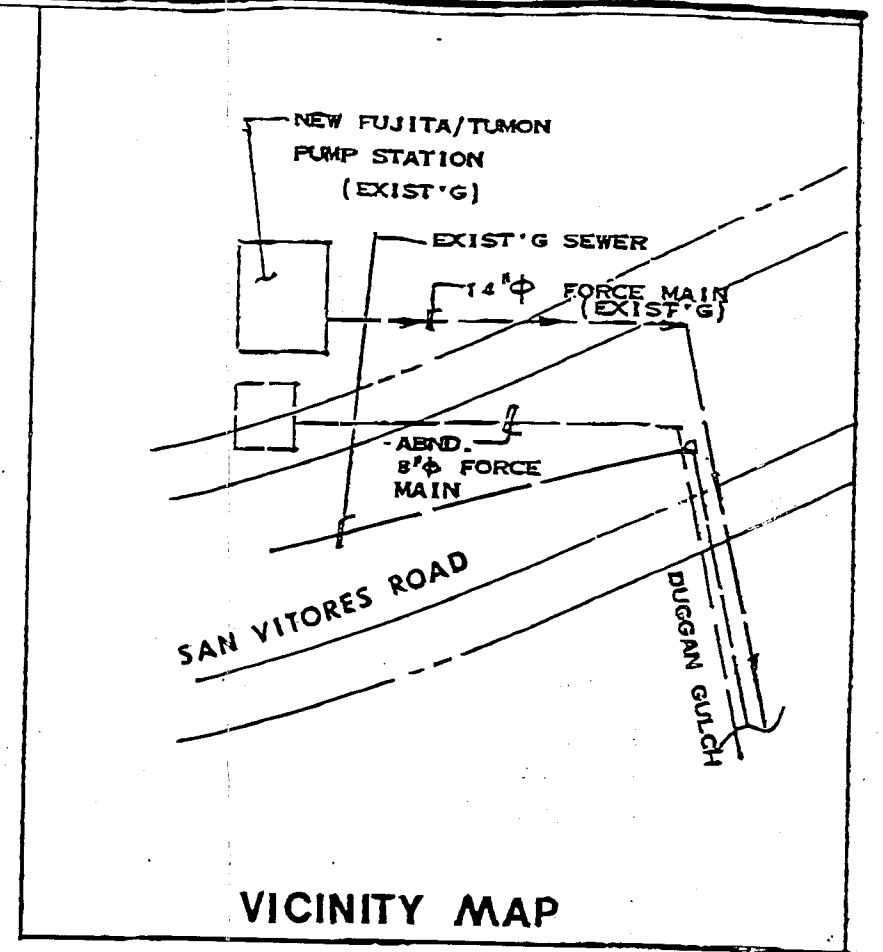 NEW FUJITA/TUMON
PUMP STATION
(EXIST'G)
EXIST'G SEWER
14"Φ FORCE MAIN
(EXIST'G)
ABND.
8"Φ FORCE
MAIN
SAN VITORES ROAD
DUGGAN GULCH
VICINITY MAP